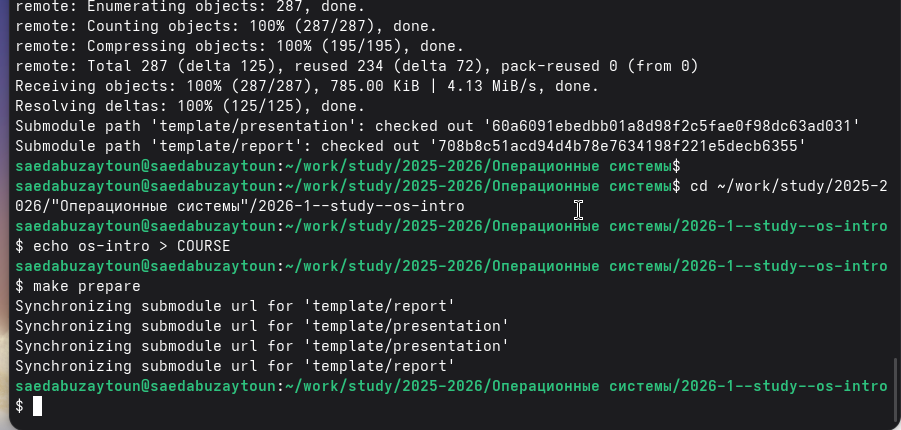 remote: Enumerating objects: 287, done.
remote: Counting objects: 100% (287/287), done.
remote: Compressing objects: 100% (195/195), done.
remote: Total 287 (delta 125), reused 234 (delta 72), pack-reused 0 (from 0)
Receiving objects: 100% (287/287), 785.00 KiB | 4.13 MiB/s, done.
Resolving deltas: 100% (125/125), done.
Submodule path 'template/presentation': checked out '60a6091ebedbb01a8d98f2c5fae0f98dc63ad031'
Submodule path 'template/report': checked out '708b8c51acd94d4b78e7634198f221e5decb6355'
saedabuzaytoun@saedabuzaytoun:~/work/study/2025-2026/Операционные системы$
saedabuzaytoun@saedabuzaytoun:~/work/study/2025-2026/Операционные системы$ cd ~/work/study/2025-2
026/"Операционные системы"/2026-1--study--os-intro
saedabuzaytoun@saedabuzaytoun:~/work/study/2025-2026/Операционные системы/2026-1--study--os-intro
$ echo os-intro > COURSE
saedabuzaytoun@saedabuzaytoun:~/work/study/2025-2026/Операционные системы/2026-1--study--os-intro
$ make prepare
Synchronizing submodule url for 'template/report'
Synchronizing submodule url for 'template/presentation'
Synchronizing submodule url for 'template/presentation'
Synchronizing submodule url for 'template/report'
saedabuzaytoun@saedabuzaytoun:~/work/study/2025-2026/Операционные системы/2026-1--study--os-intro
$